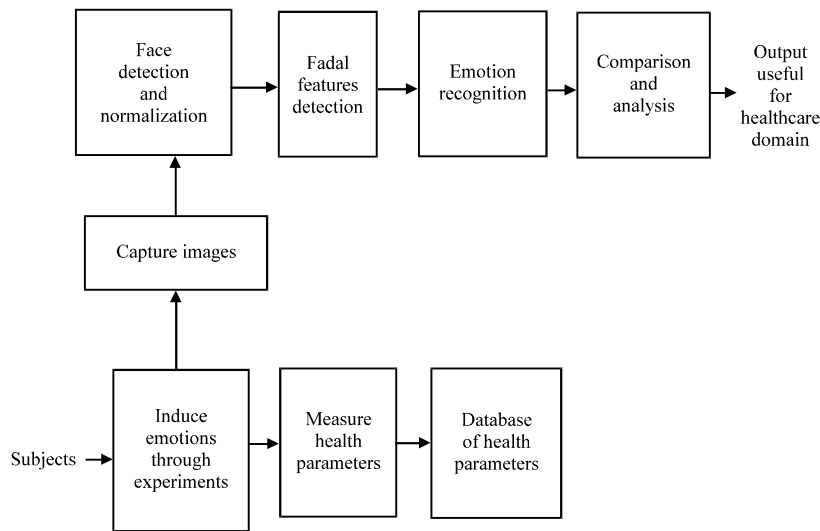 Face
detection
and
normalization
Fadal
features
detection
Emotion
recognition
Comparison
and
analysis
Output
useful
for
healthcare
domain
Capture images
Subjects
Induce
emotions
through
experiments
Measure
health
parameters
Database
of health
parameters